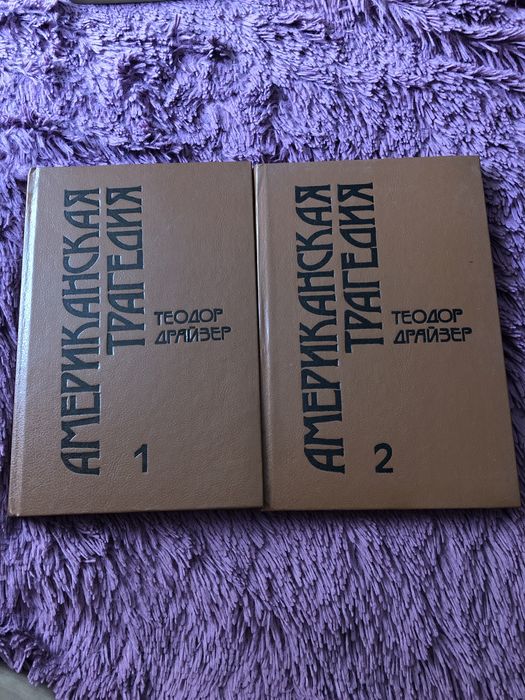 АМЕРИКАНСКАЯ
ТРАГЕДИЯ
ТЕОДОР
ДРАЙЗЕР
1
АМЕРИКАНСКАЯ
ТРАГЕДИЯ
ТЕОДОР
ДРАЙЗЕР
2